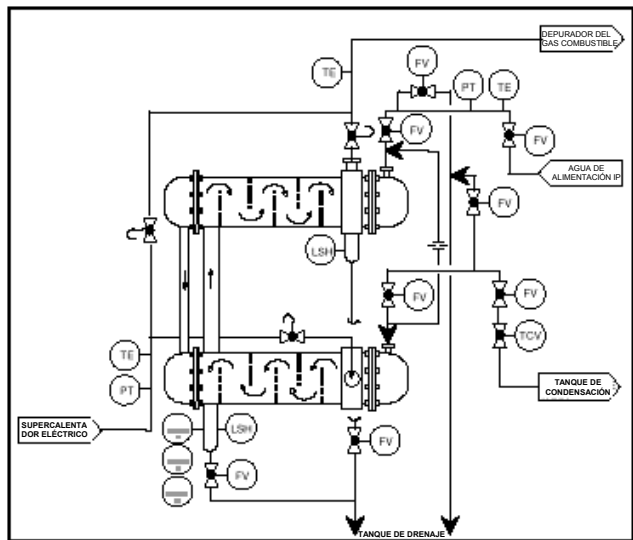 DEPURADOR DEL
GAS COMBUSTIBLE
FV
TE
PT
TE
FV
FV
AGUA DE
ALIMENTACIÓN IP
FV
LSH
FV
FV
TCV
TE
PT
TANQUE DE
CONDENSACIÓN
SUPERCALENTA
DOR ELÉCTRICO
LSH
FV
FV
TANQUE DE DRENAJE